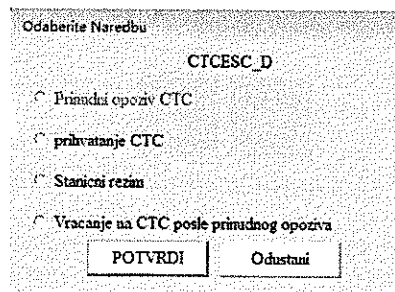 Odaberite Naredbu
CTCESC_D
Prinudni opoziv CTC
prihvatanje CTC
Stanicni rezim
Vracanje na CTC posle prinudnog opoziva
POTVRDI
Odustani